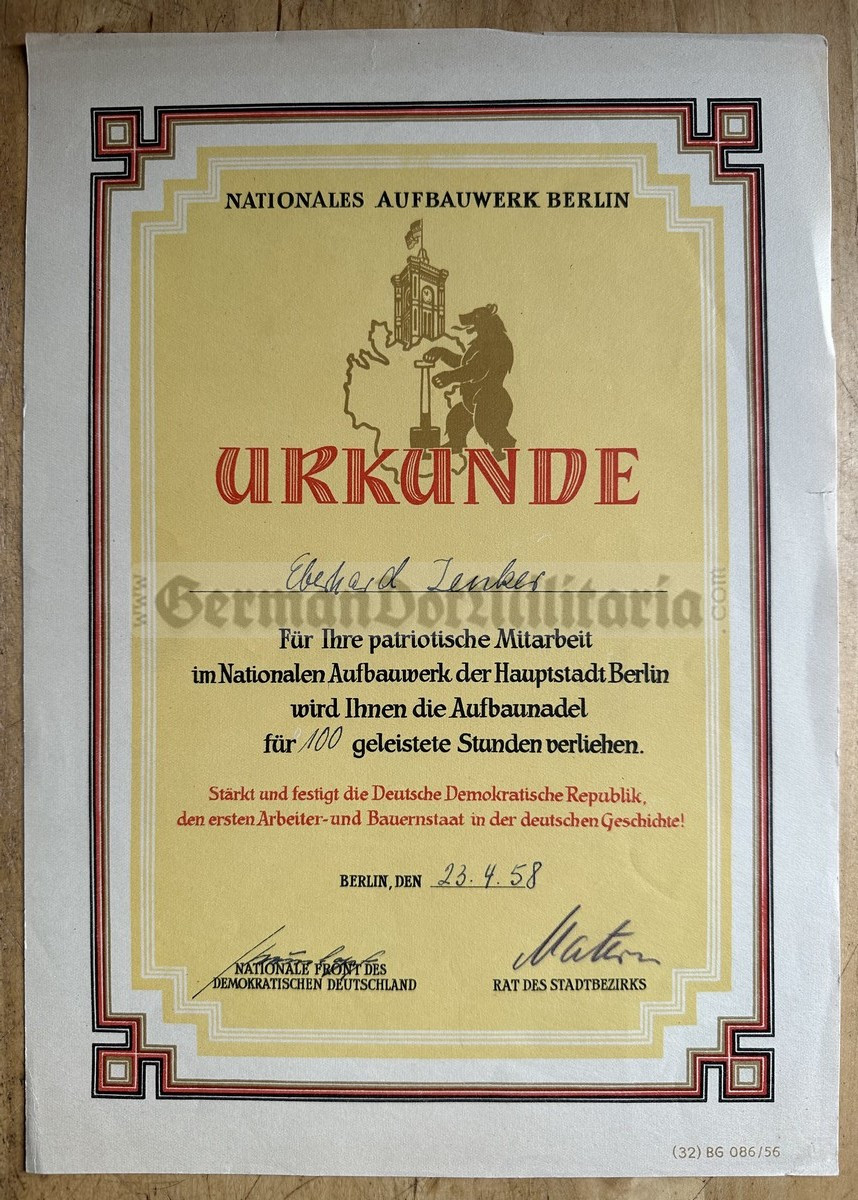 NATIONALES AUFBAUWERK BERLIN
URKUNDE
Eberhard Zenker
www.GermanDotMilitaria.com
Für Ihre patriotische Mitarbeit
im Nationalen Aufbauwerk der Hauptstadt Berlin
wird Ihnen die Aufbaunadel
für 100 geleistete Stunden verliehen.
Stärkt und festigt die Deutsche Demokratische Republik,
den ersten Arbeiter- und Bauernstaat in der deutschen Geschichte!
BERLIN, DEN 23.4.58
NATIONALE FRONT DES
DEMOKRATISCHEN DEUTSCHLAND
Matern
RAT DES STADTBEZIRKS
(32) BG 086/56